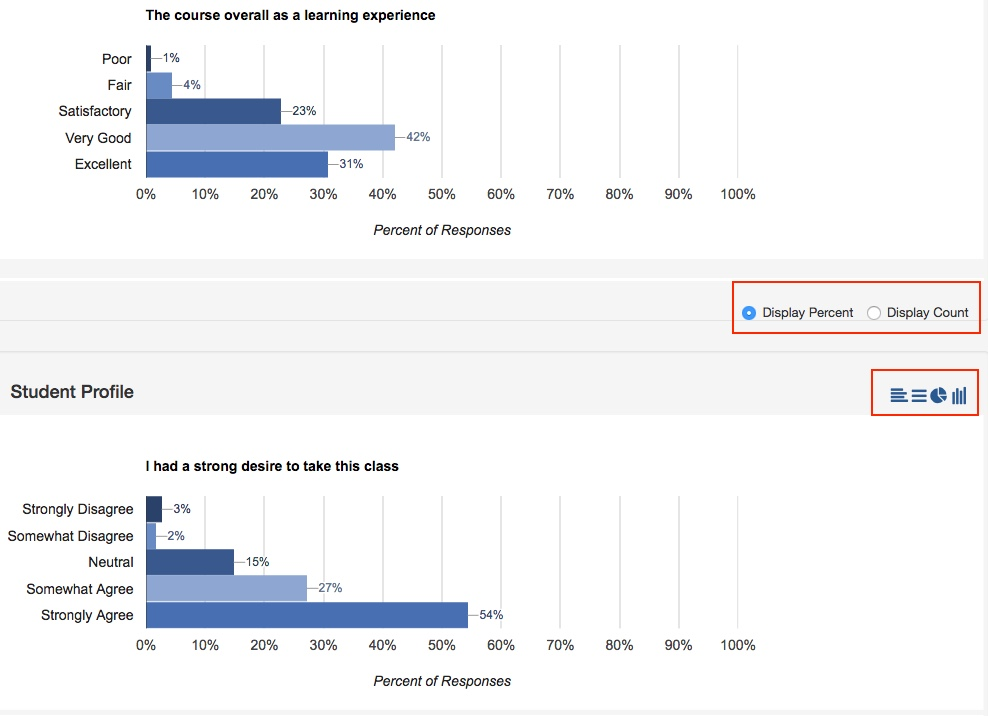 The course overall as a learning experience
Poor 1%
Fair 4%
Satisfactory 23%
Very Good 42%
Excellent 31%
0% 10% 20% 30% 40% 50% 60% 70% 80% 90% 100%
Percent of Responses
Display Percent Display Count
Student Profile
I had a strong desire to take this class
Strongly Disagree 3%
Somewhat Disagree 2%
Neutral 15%
Somewhat Agree 27%
Strongly Agree 54%
0% 10% 20% 30% 40% 50% 60% 70% 80% 90% 100%
Percent of Responses